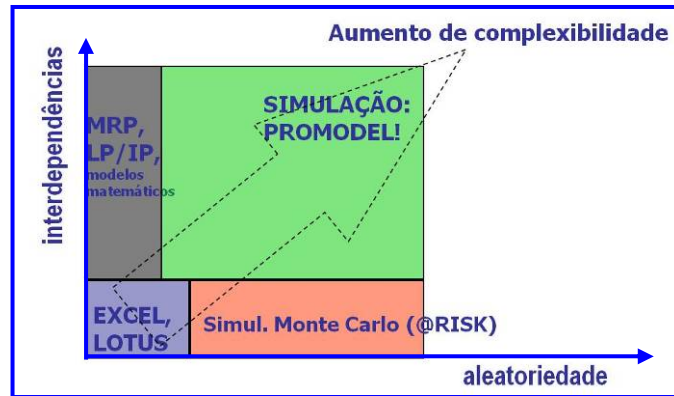 Aumento de complexibilidade
interdependências
SIMULAÇÃO:
PROMODEL!
MRP,
LP/IP,
modelos
matemáticos
EXCEL,
LOTUS
Simul. Monte Carlo (@RISK)
aleatoriedade